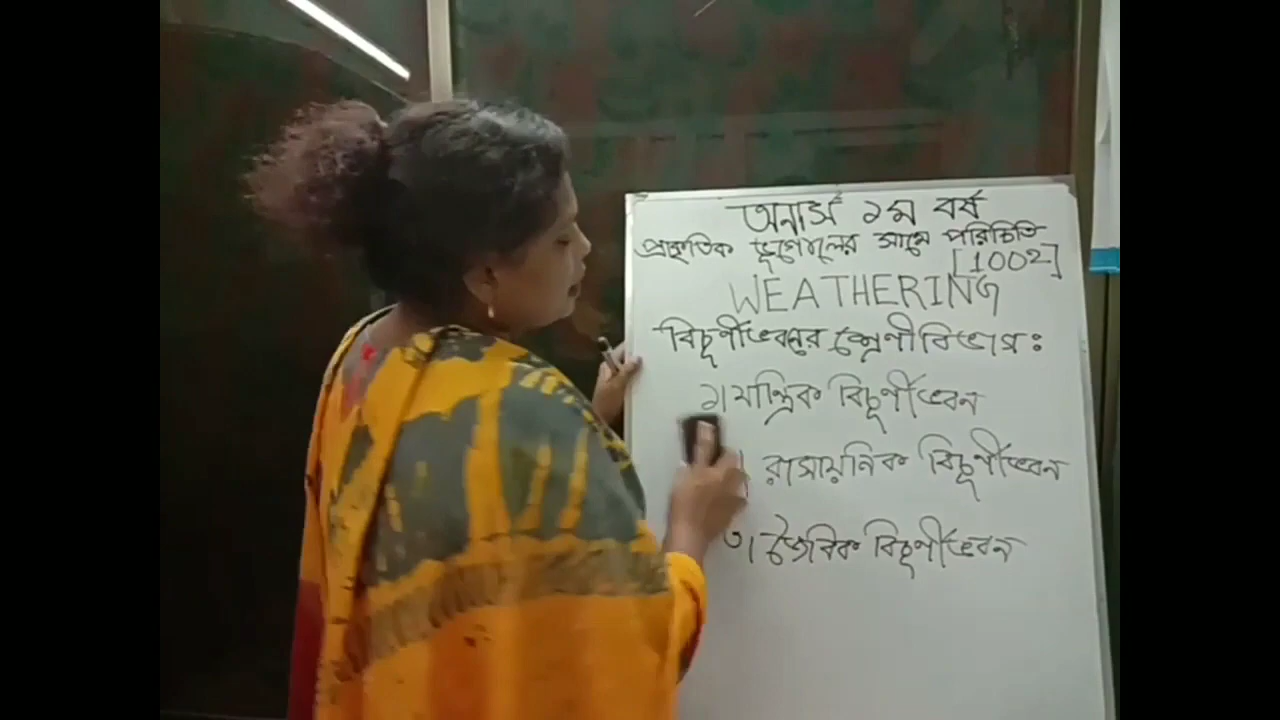 অনার্স ১ম বর্ষ
প্রাকৃতিক ভূগোলের সাথে পরিচিতি
[1002]
WEATHERING
বিচূর্ণীভবনের শ্রেণীবিভাগঃ
১। যান্ত্রিক বিচূর্ণীভবন
। রাসায়নিক বিচূর্ণীভবন
৩। জৈবিক বিচূর্ণীভবন